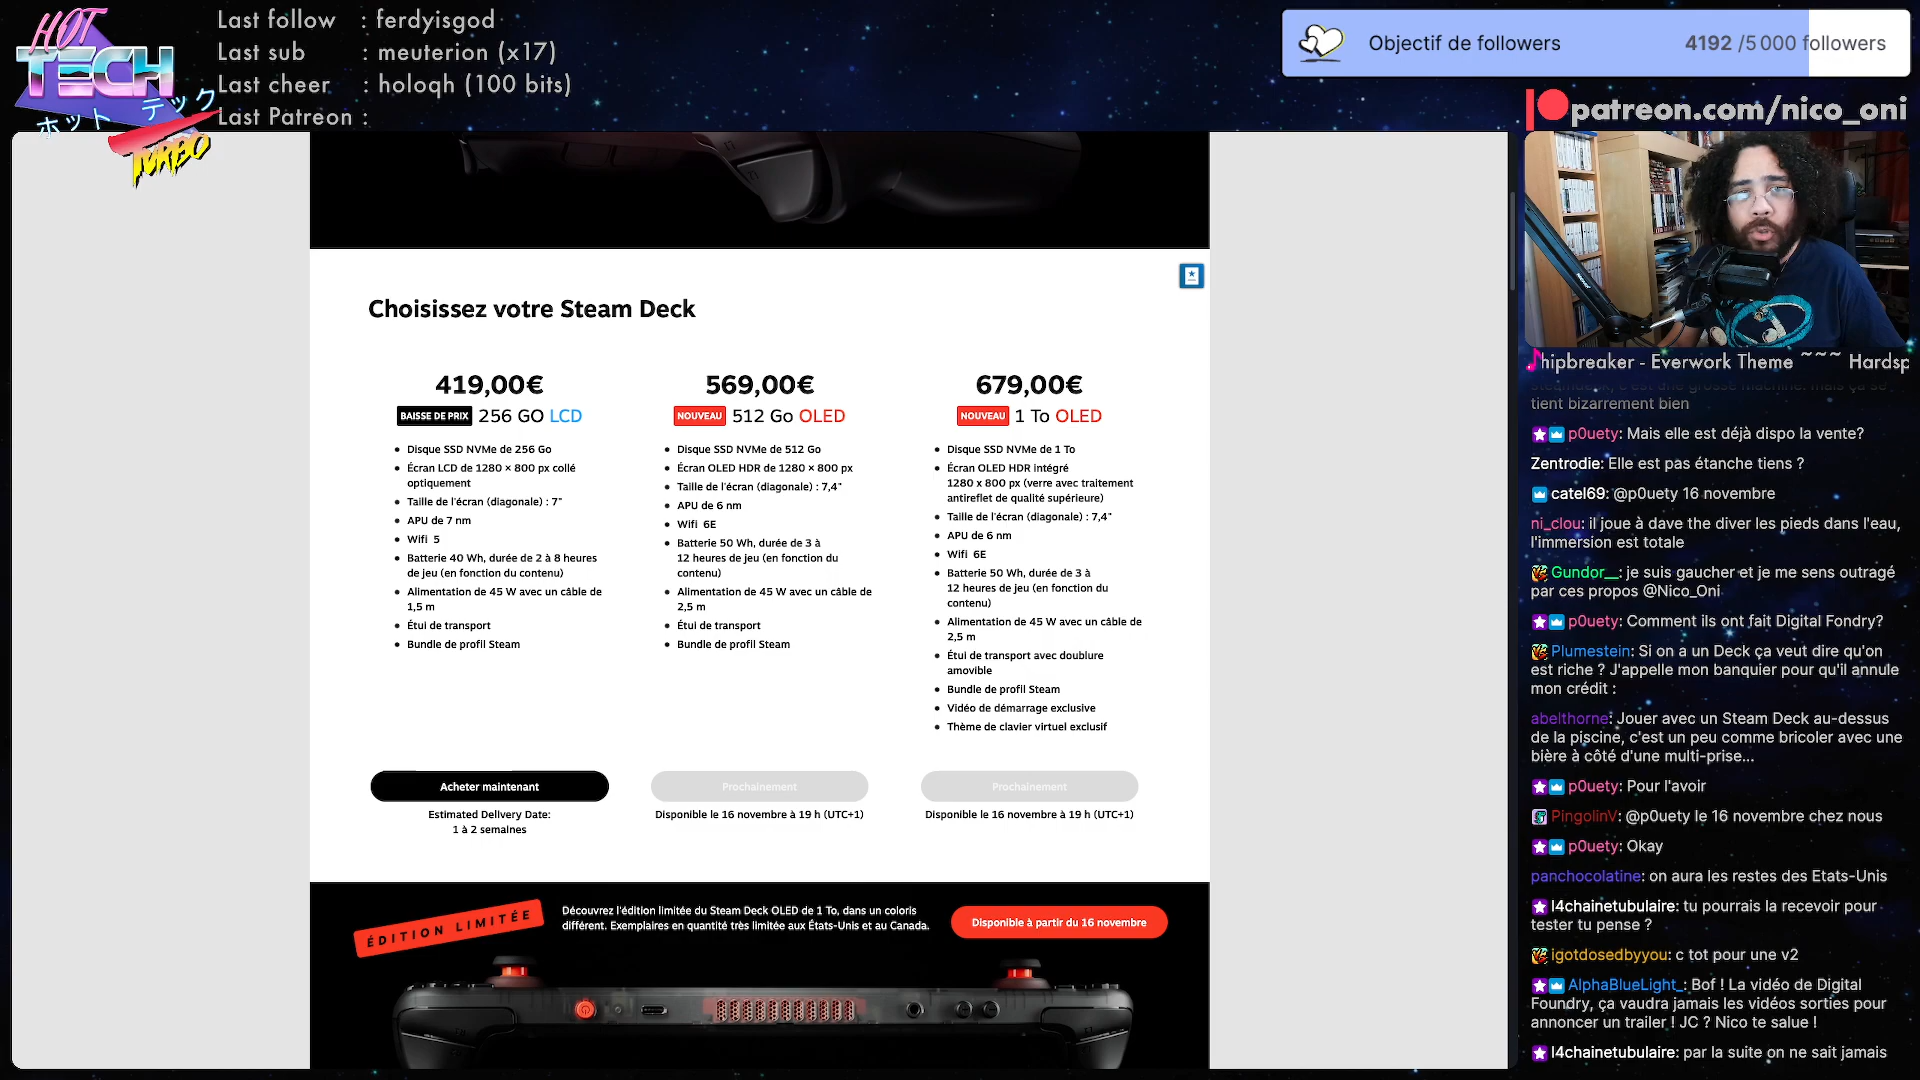 HOT
TECH
ホット テック
TURBO
Last follow : ferdyisgod
Last sub : meuterion (x17)
Last cheer : holoqh (100 bits)
Last Patreon :
Objectif de followers 4192 /5 000 followers
patreon.com/nico_oni
Choisissez votre Steam Deck
419,00€
BAISSE DE PRIX 256 GO LCD
Disque SSD NVMe de 256 Go
Écran LCD de 1280 × 800 px collé
optiquement
Taille de l'écran (diagonale) : 7"
APU de 7 nm
Wifi 5
Batterie 40 Wh, durée de 2 à 8 heures
de jeu (en fonction du contenu)
Alimentation de 45 W avec un câble de
1,5 m
Étui de transport
Bundle de profil Steam
Acheter maintenant
Estimated Delivery Date:
1 à 2 semaines
569,00€
NOUVEAU 512 Go OLED
Disque SSD NVMe de 512 Go
Écran OLED HDR de 1280 × 800 px
Taille de l'écran (diagonale) : 7,4"
APU de 6 nm
Wifi 6E
Batterie 50 Wh, durée de 3 à
12 heures de jeu (en fonction du
contenu)
Alimentation de 45 W avec un câble de
2,5 m
Étui de transport
Bundle de profil Steam
Prochainement
Disponible le 16 novembre à 19 h (UTC+1)
679,00€
NOUVEAU 1 To OLED
Disque SSD NVMe de 1 To
Écran OLED HDR intégré
1280 x 800 px (verre avec traitement
antireflet de qualité supérieure)
Taille de l'écran (diagonale) : 7,4"
APU de 6 nm
Wifi 6E
Batterie 50 Wh, durée de 3 à
12 heures de jeu (en fonction du
contenu)
Alimentation de 45 W avec un câble de
2,5 m
Étui de transport avec doublure
amovible
Bundle de profil Steam
Vidéo de démarrage exclusive
Thème de clavier virtuel exclusif
Prochainement
Disponible le 16 novembre à 19 h (UTC+1)
ÉDITION LIMITÉE
Découvrez l'édition limitée du Steam Deck OLED de 1 To, dans un coloris
différent. Exemplaires en quantité très limitée aux États-Unis et au Canada.
Disponible à partir du 16 novembre
hipbreaker - Everwork Theme ~~~ Hardsp
steamdeck, c'est une grosse machine. mais ça se
tient bizarrement bien
p0uety: Mais elle est déjà dispo la vente?
Zentrodie: Elle est pas étanche tiens ?
catel69: @p0uety 16 novembre
ni_clou: il joue à dave the diver les pieds dans l'eau,
l'immersion est totale
Gundor__: je suis gaucher et je me sens outragé
par ces propos @Nico_Oni
p0uety: Comment ils ont fait Digital Fondry?
Plumestein: Si on a un Deck ça veut dire qu'on
est riche ? J'appelle mon banquier pour qu'il annule
mon crédit :
abelthorne: Jouer avec un Steam Deck au-dessus
de la piscine, c'est un peu comme bricoler avec une
bière à côté d'une multi-prise...
p0uety: Pour l'avoir
PingolinV: @p0uety le 16 novembre chez nous
p0uety: Okay
panchocolatine: on aura les restes des Etats-Unis
l4chainetubulaire: tu pourrais la recevoir pour
tester tu pense ?
igotdosedbyyou: c tot pour une v2
AlphaBlueLight_: Bof ! La vidéo de Digital
Foundry, ça vaudra jamais les vidéos sorties pour
annoncer un trailer ! JC ? Nico te salue !
l4chainetubulaire: par la suite on ne sait jamais